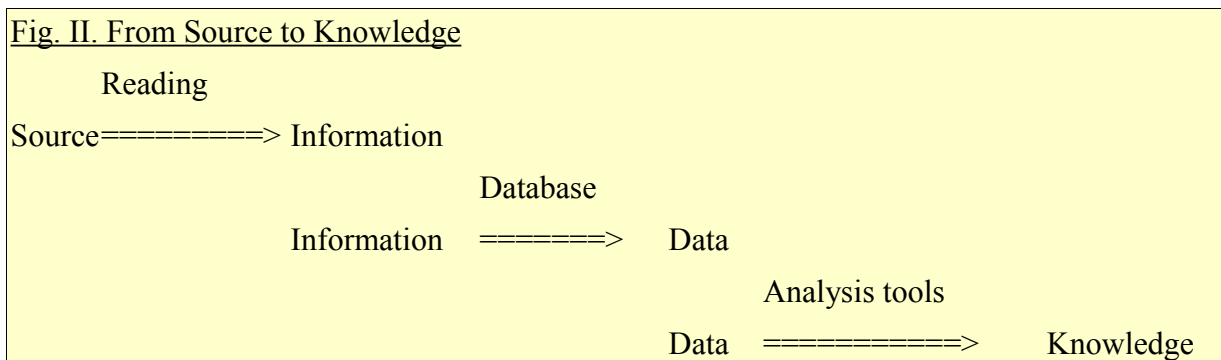 Fig. II. From Source to Knowledge
Reading
Source=========> Information
Database
Information =======> Data
Analysis tools
Data ===========> Knowledge